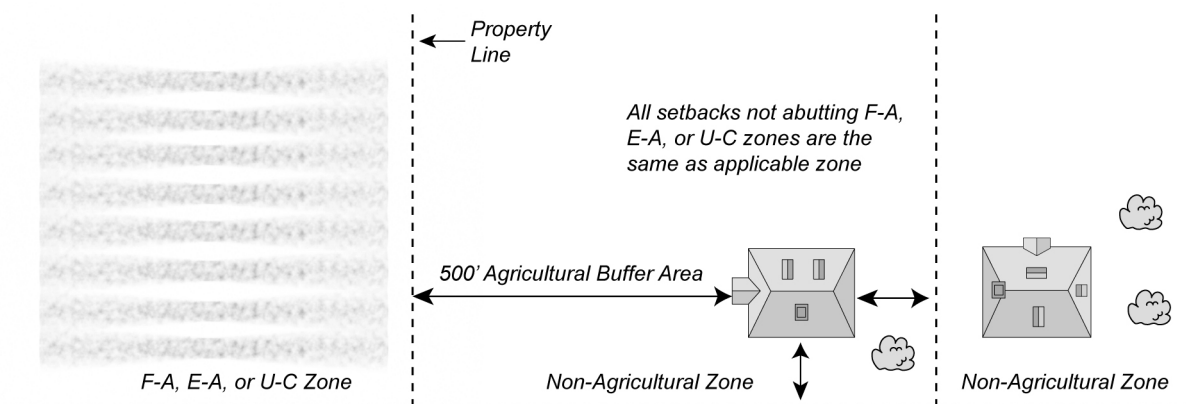 Property
Line
All setbacks not abutting F-A,
E-A, or U-C zones are the
same as applicable zone
500’ Agricultural Buffer Area
F-A, E-A, or U-C Zone
Non-Agricultural Zone
Non-Agricultural Zone